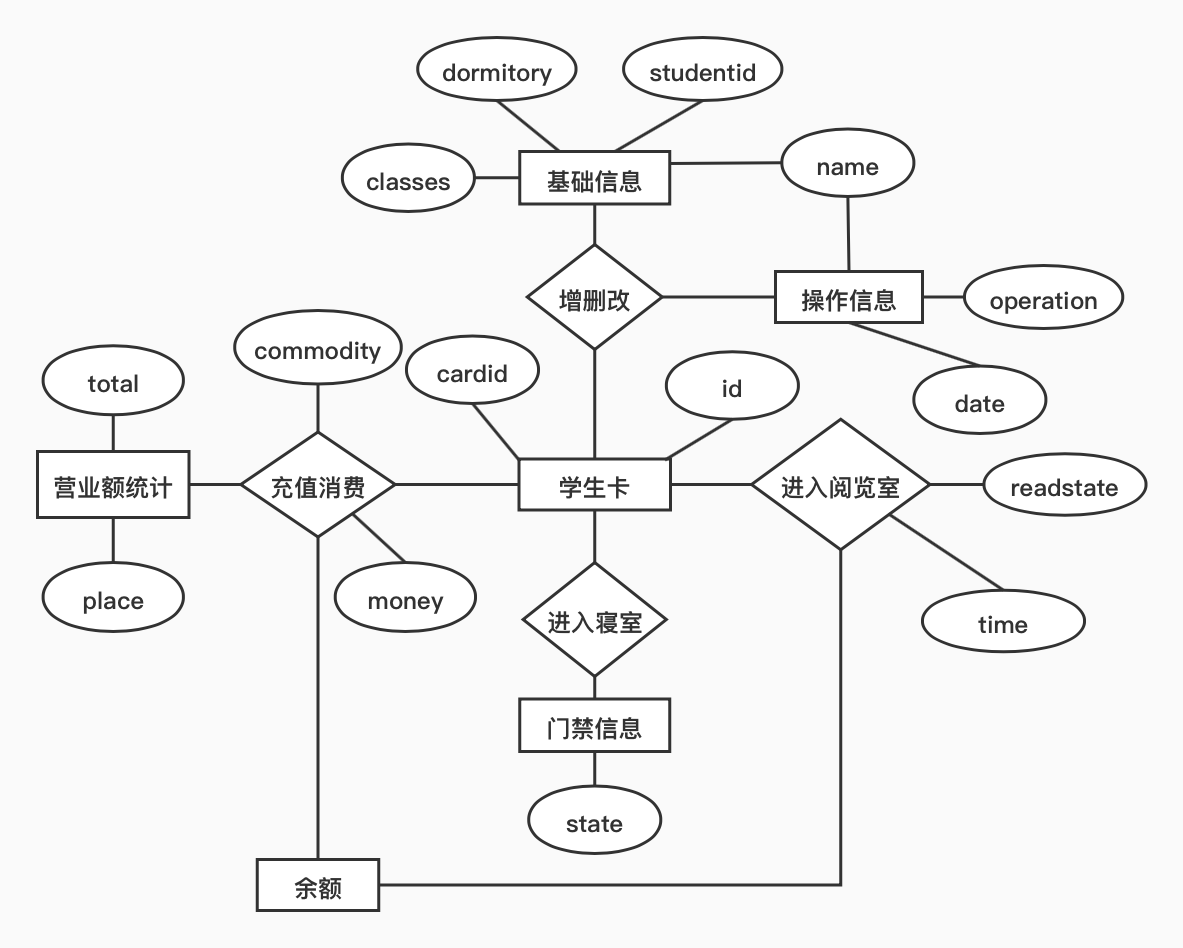 dormitory
studentid
classes
基础信息
name
增删改
操作信息
operation
commodity
cardid
id
total
date
营业额统计
充值消费
学生卡
进入阅览室
readstate
place
money
进入寝室
time
门禁信息
state
余额